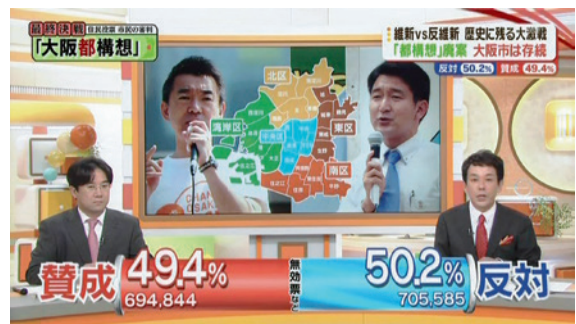 最終決戦 住民投票 市民の審判
「大阪都構想」
維新vs反維新 歴史に残る大激戦
「都構想」廃案 大阪市は存続
反対 50.2% 賛成 49.4%
北区
湾岸区
中央区
東区
南区
賛成 49.4%
694,844
無効票など
50.2% 反対
705,585